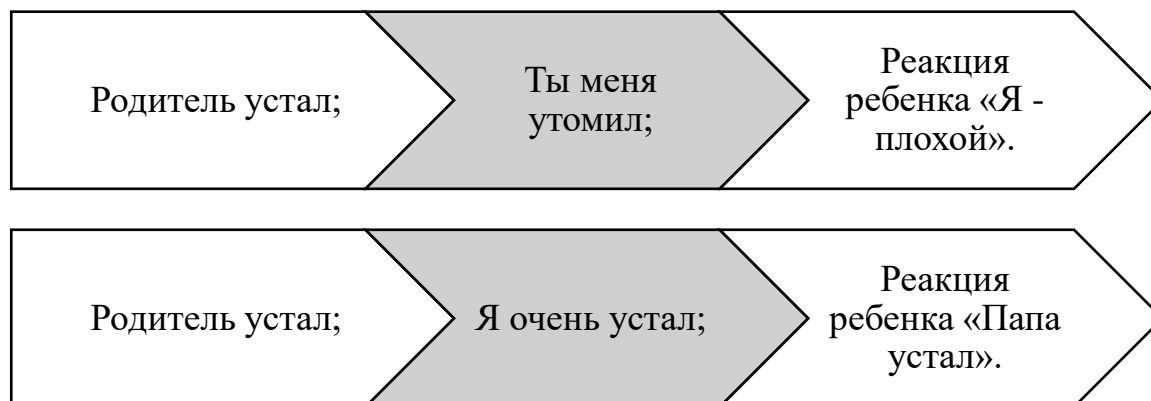 Родитель устал;
Ты меня
утомил;
Реакция
ребенка «Я -
плохой».
Родитель устал;
Я очень устал;
Реакция
ребенка «Папа
устал».